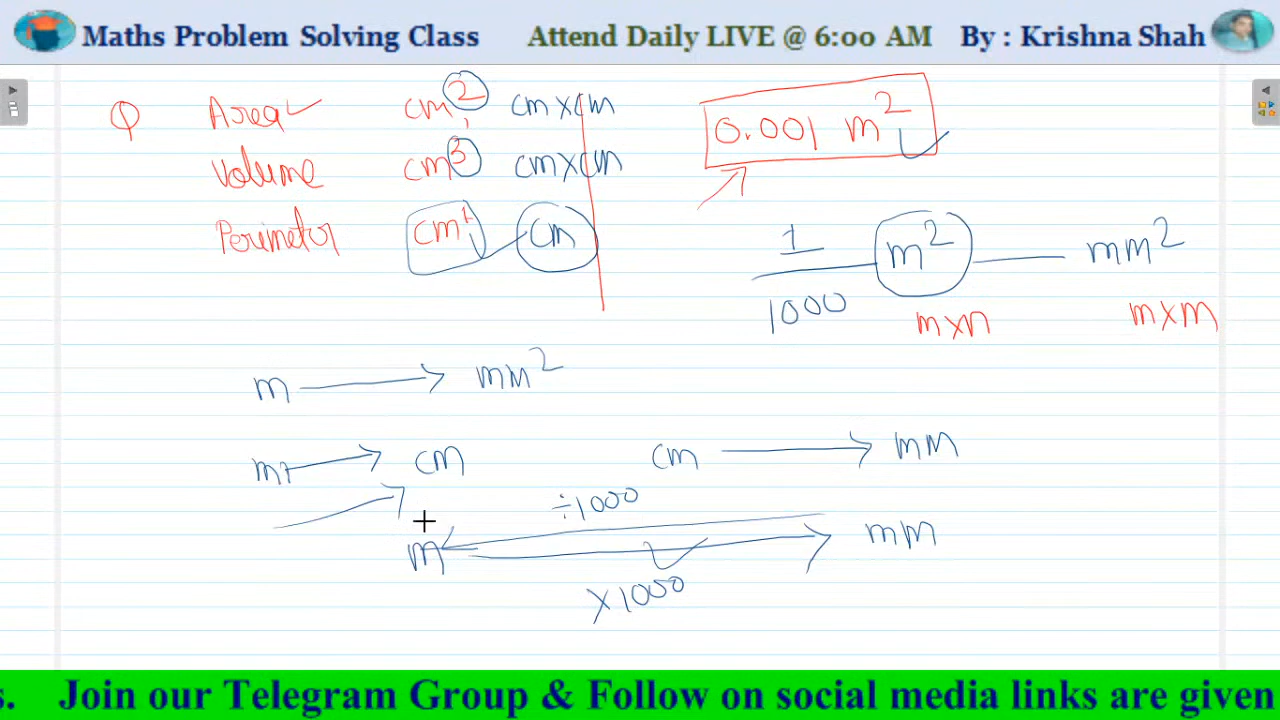 Maths Problem Solving Class Attend Daily LIVE @ 6:00 AM By : Krishna Shah
Q Area cm² cm×cm 0.001 m²
Volume cm³ cm×cm
Perimeter cm¹ cm
1/1000 m² mm²
m×m m×m
m → mm²
m → cm cm → mm
÷1000
m mm
×1000
s. Join our Telegram Group & Follow on social media links are given